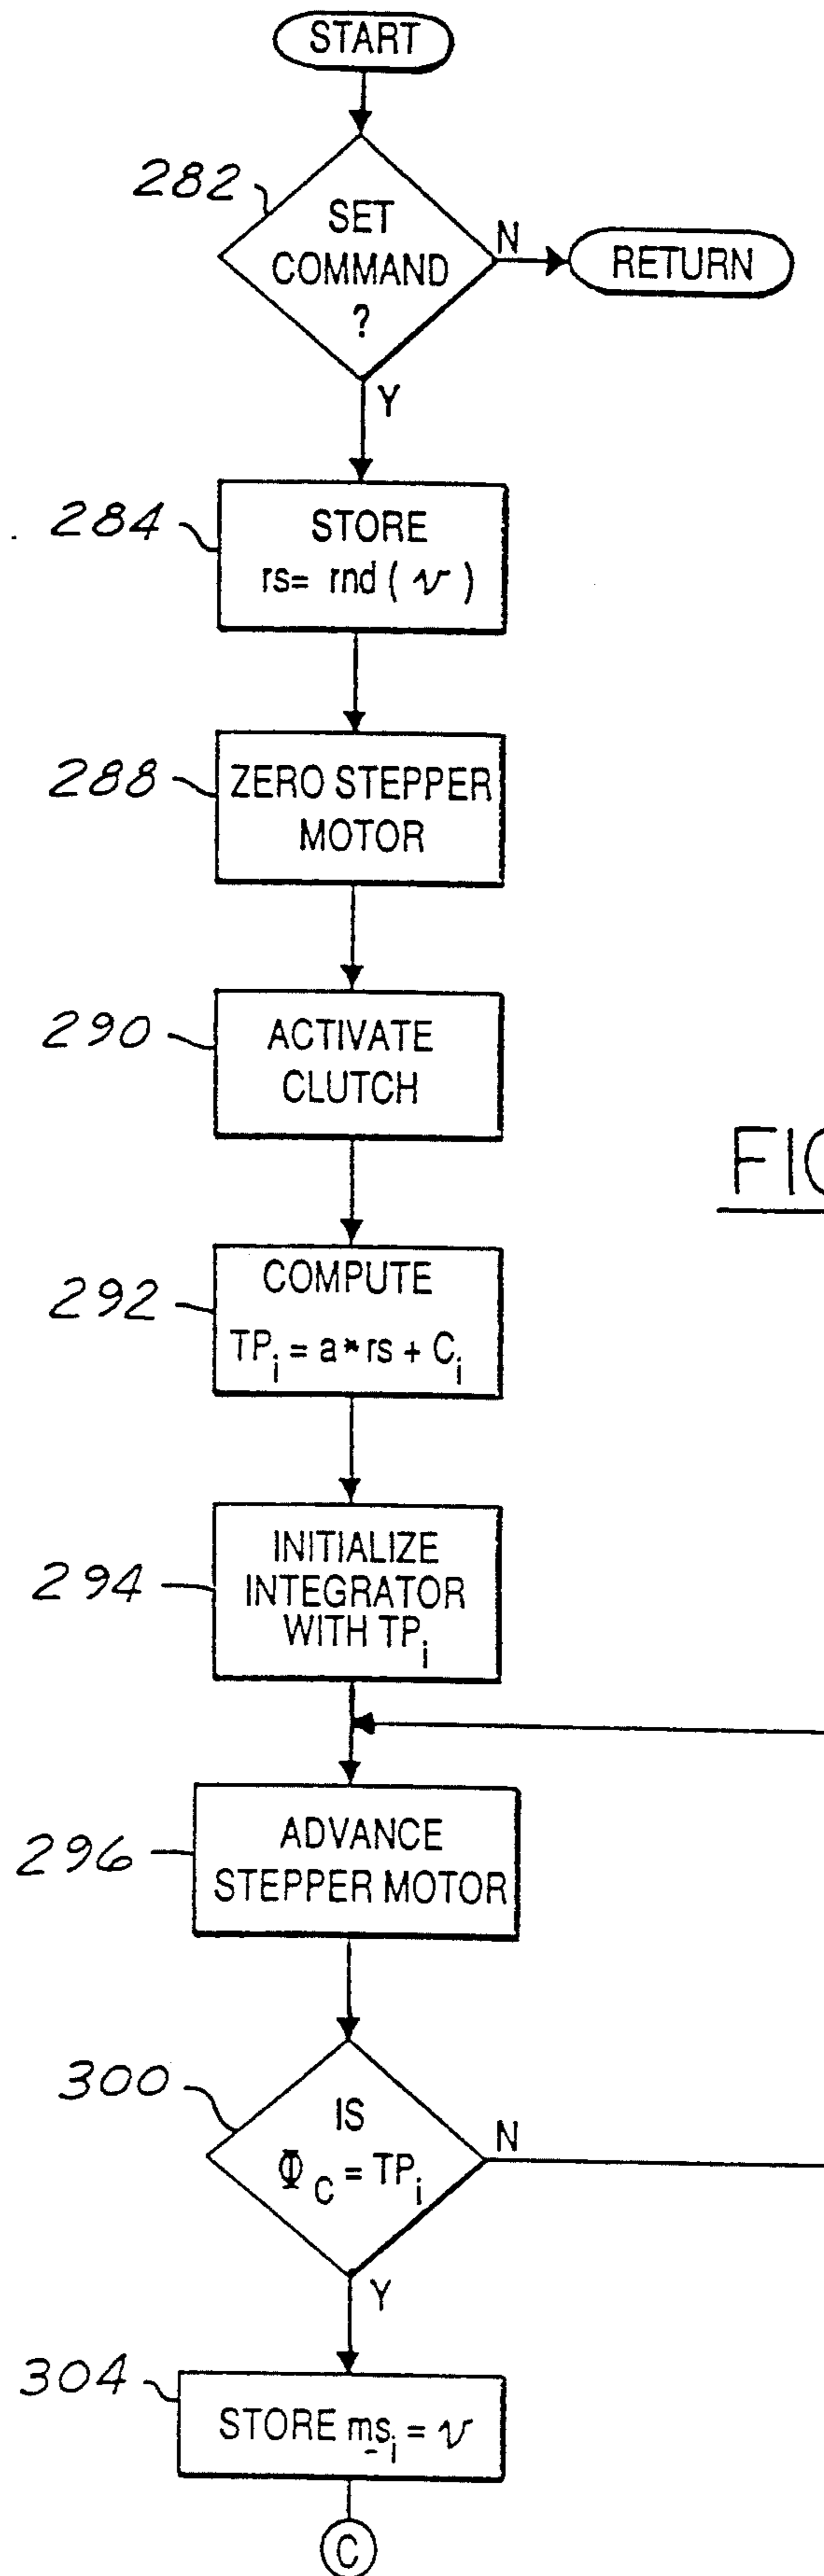 START
282
SET
COMMAND
?
N
RETURN
Y
284
STORE
rs= rnd ( v )
288
ZERO STEPPER
MOTOR
290
ACTIVATE
CLUTCH
FIG
292
COMPUTE
TPi = a*rs + Ci
294
INITIALIZE
INTEGRATOR
WITH TPi
296
ADVANCE
STEPPER MOTOR
300
IS
ΦC = TPi
N
Y
304
STORE msi = v
C